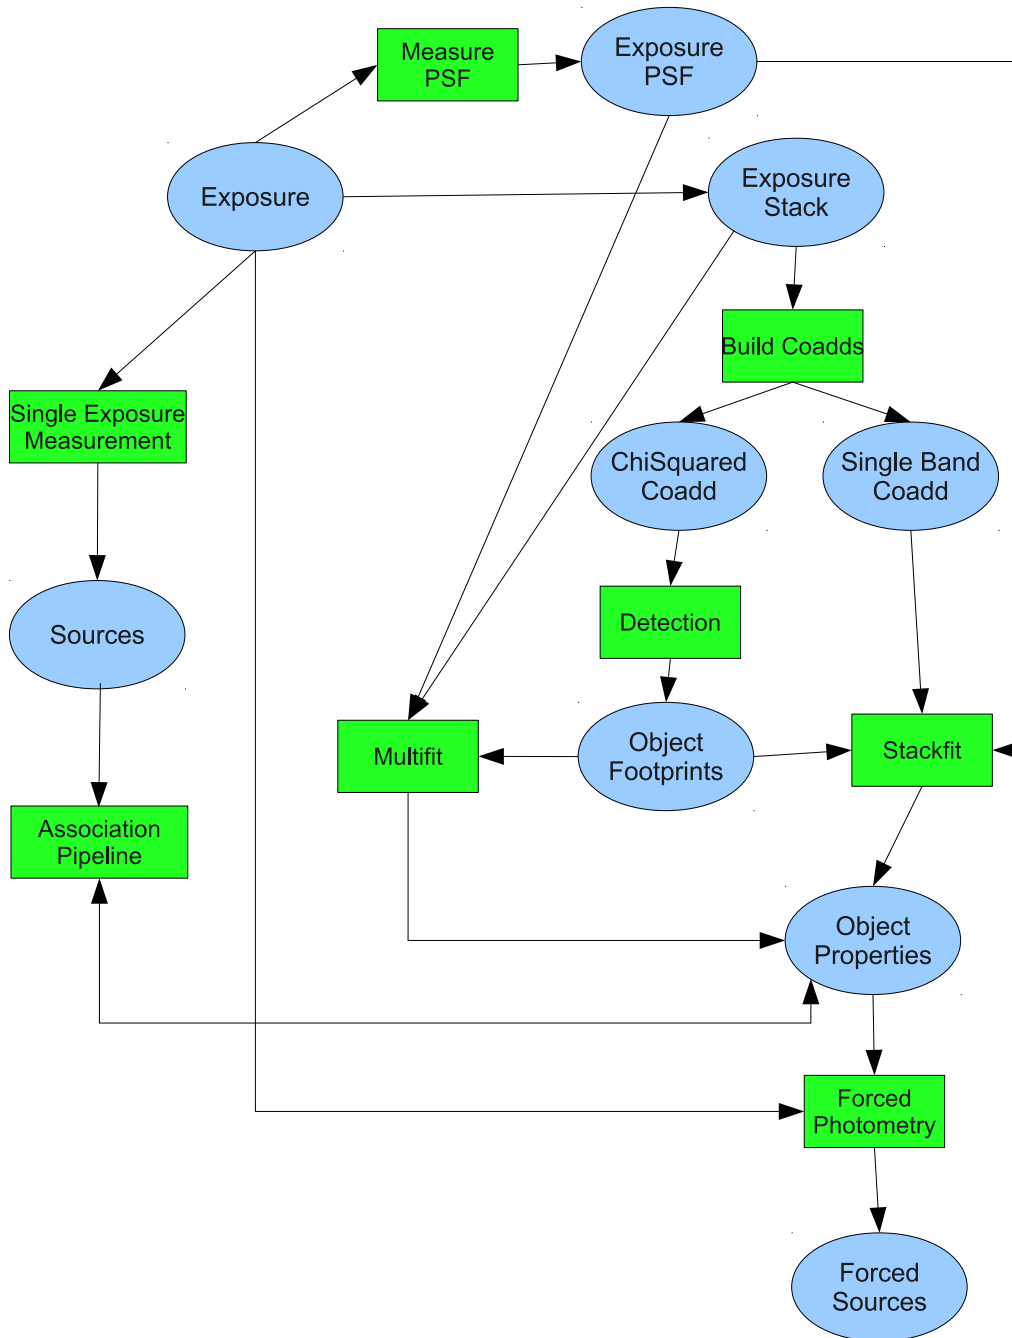 Measure
PSF
Exposure
PSF
Exposure
Exposure
Stack
Build Coadds
Single Exposure
Measurement
ChiSquared
Coadd
Single Band
Coadd
Detection
Sources
Multifit
Object
Footprints
Stackfit
Association
Pipeline
Object
Properties
Forced
Photometry
Forced
Sources